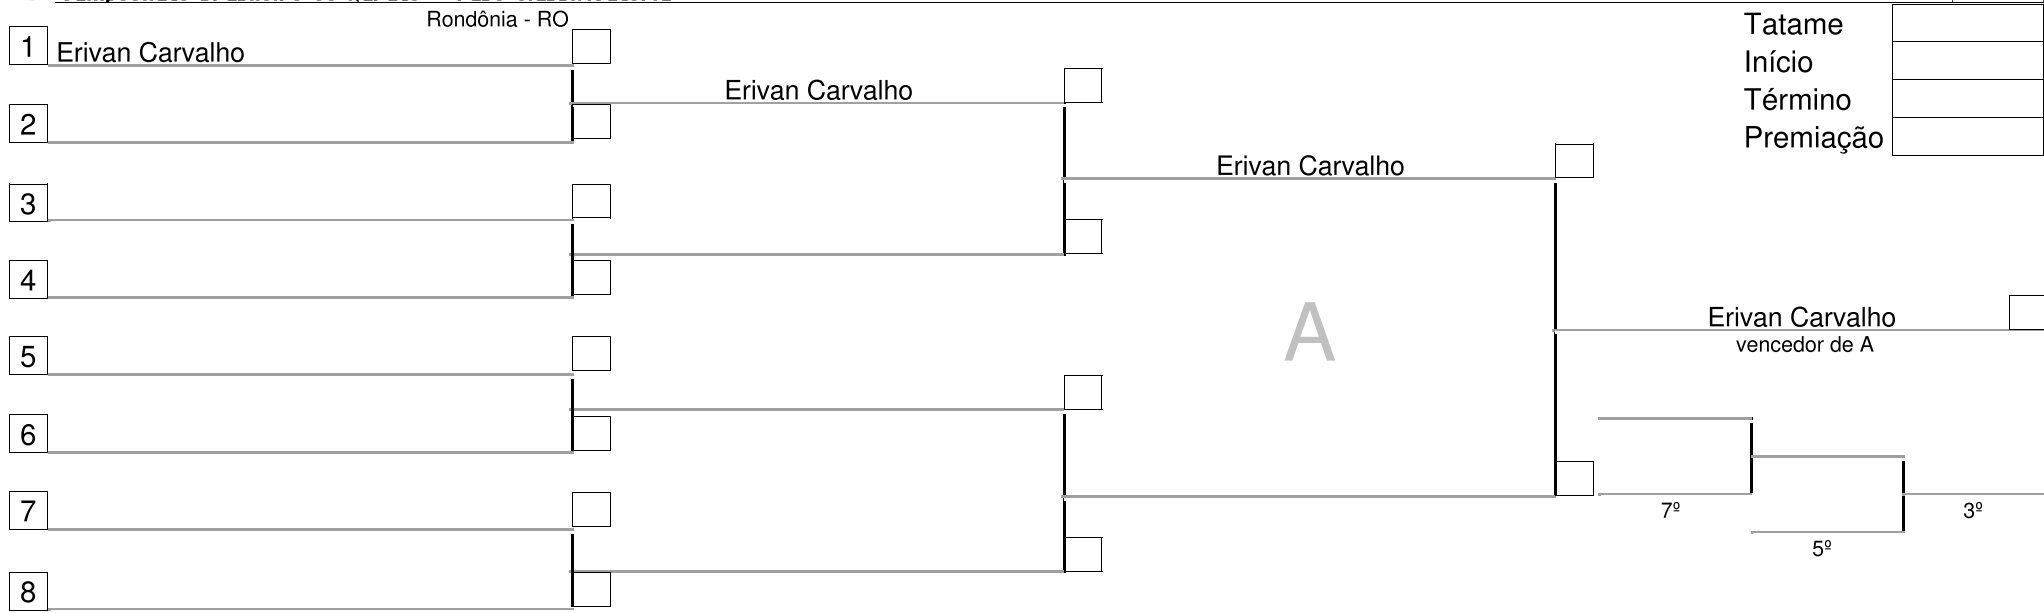 Rondônia - RO
1 Erivan Carvalho
2
3
4
5
6
7
8
Erivan Carvalho
Erivan Carvalho
A
Erivan Carvalho
vencedor de A
7º
5º
3º
Tatame
Início
Término
Premiação